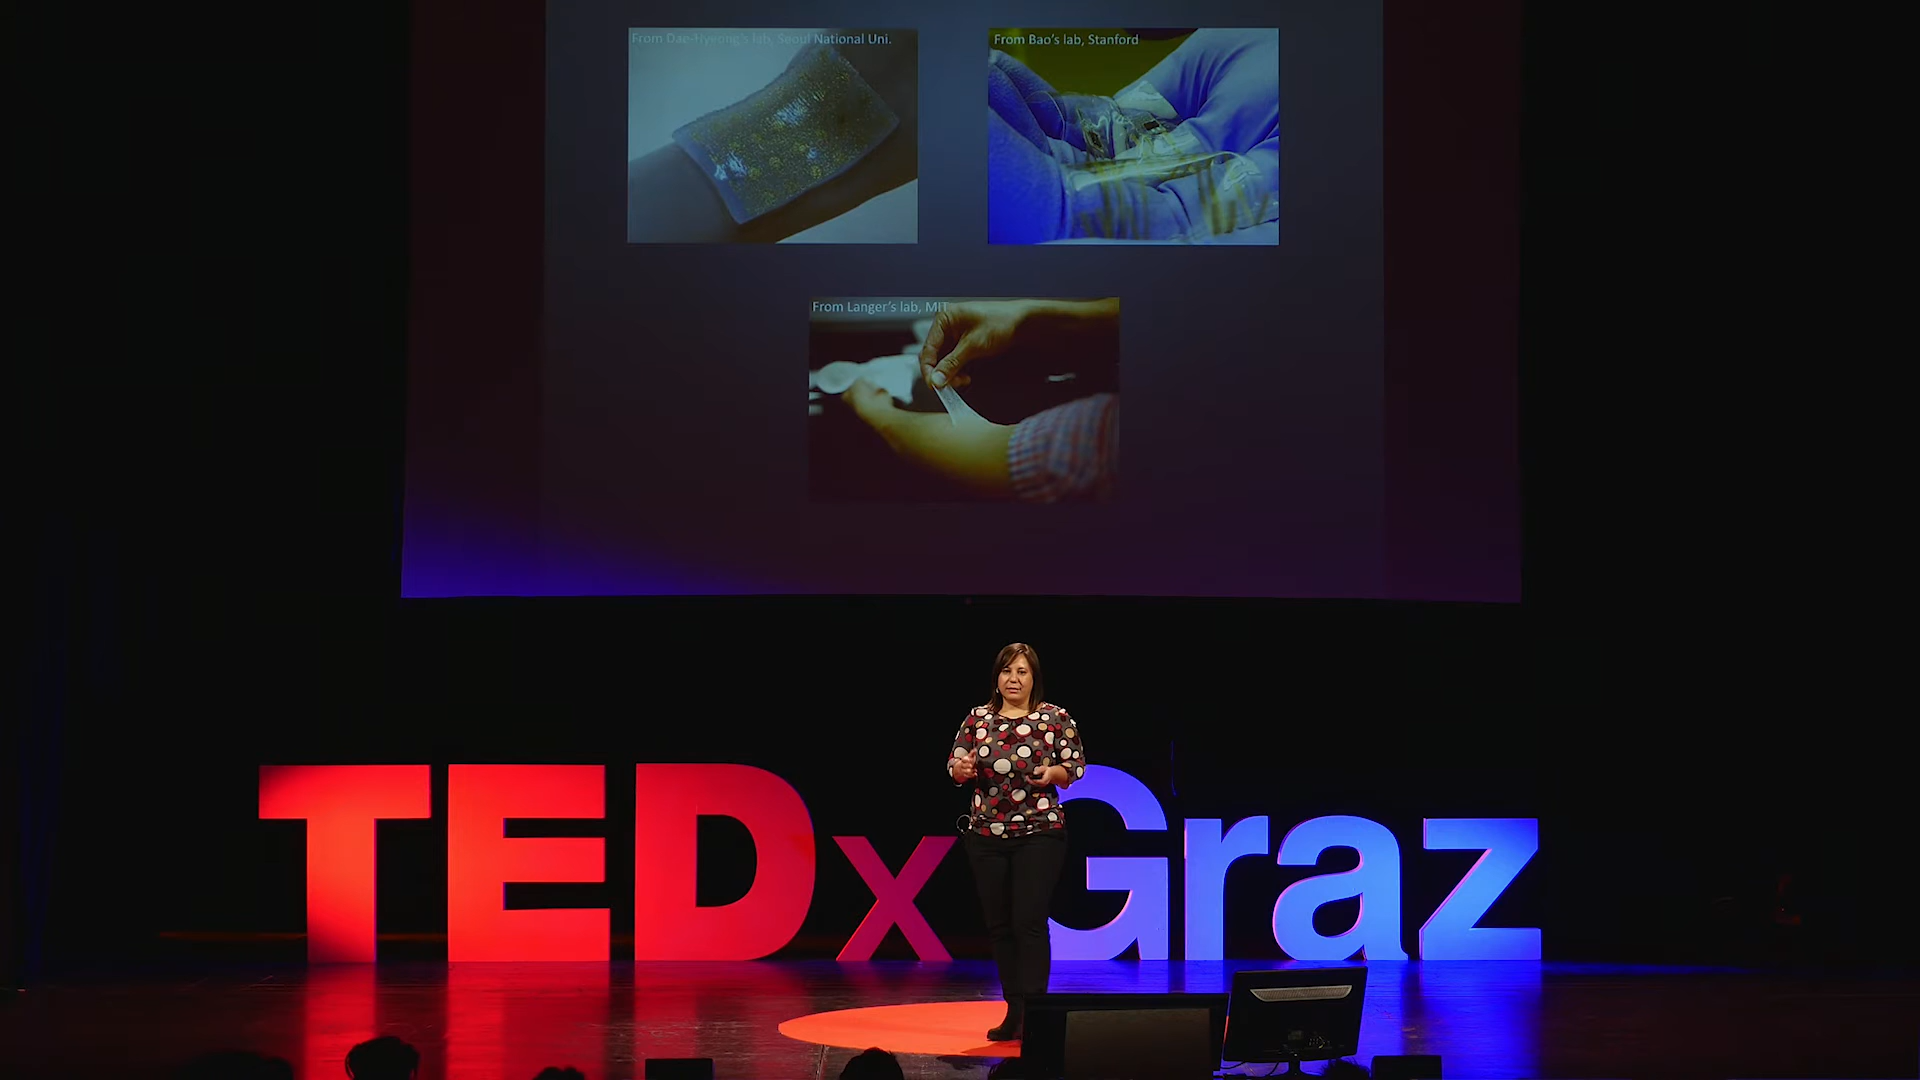 From Dae-Hyeong's lab, Seoul National Uni.
From Bao's lab, Stanford
From Langer's lab, MIT
TEDxGraz